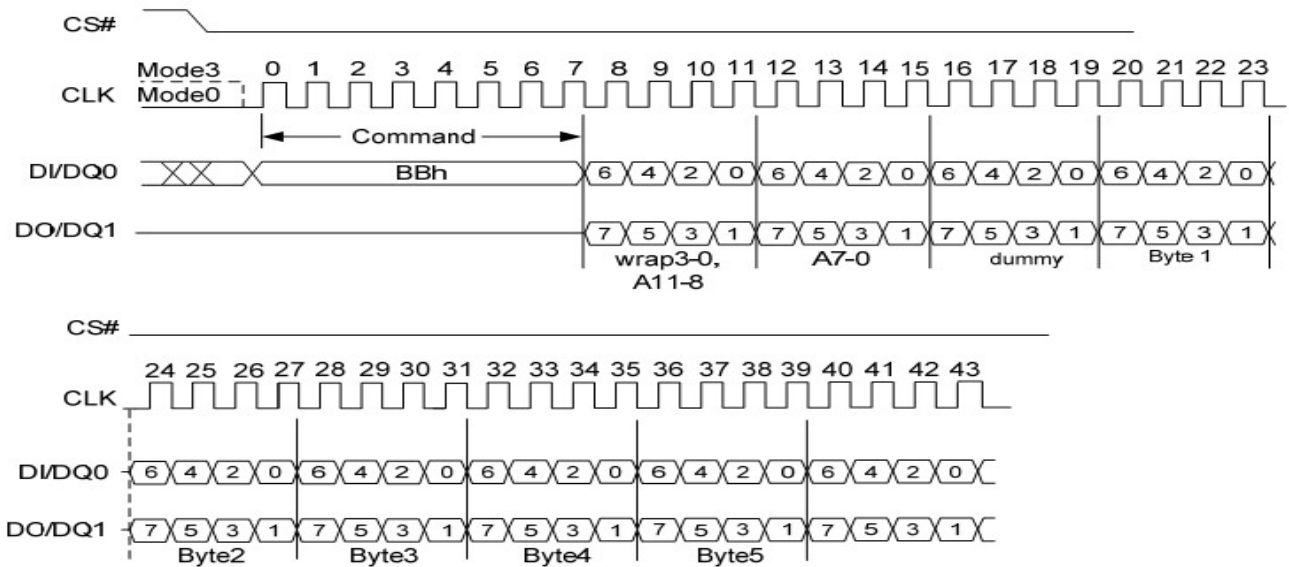 CS#
Mode3 0 1 2 3 4 5 6 7 8 9 10 11 12 13 14 15 16 17 18 19 20 21 22 23
CLK Mode0
Command
DI/DQ0 BBh 6 4 2 0 6 4 2 0 6 4 2 0 6 4 2 0
DO/DQ1 7 5 3 1 7 5 3 1 7 5 3 1 7 5 3 1
wrap3-0, A7-0 dummy Byte 1
A11-8
CS#
24 25 26 27 28 29 30 31 32 33 34 35 36 37 38 39 40 41 42 43
CLK
DI/DQ0 6 4 2 0 6 4 2 0 6 4 2 0 6 4 2 0 6 4 2 0
DO/DQ1 7 5 3 1 7 5 3 1 7 5 3 1 7 5 3 1 7 5 3 1
Byte2 Byte3 Byte4 Byte5